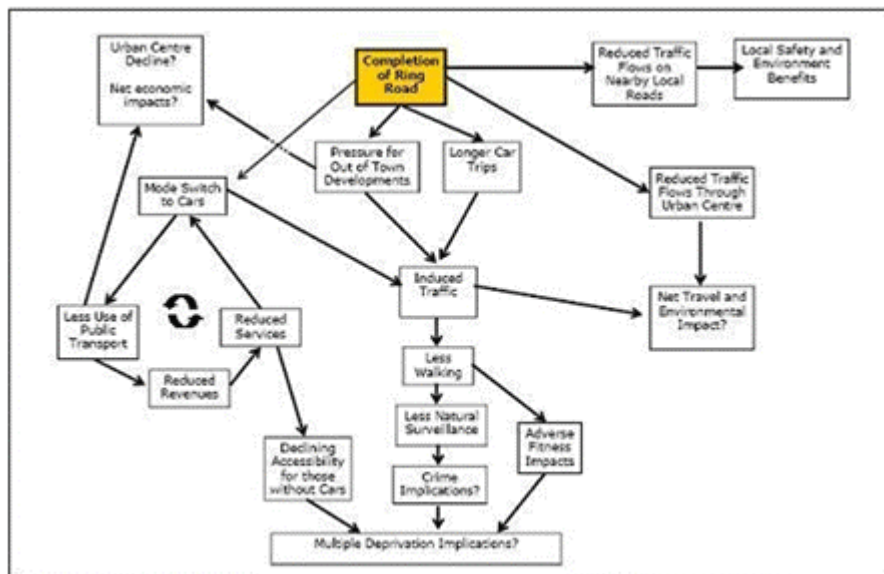 Urban Centre
Decline?
Net economic
impacts?
Completion
of Ring
Road
Reduced Traffic
Flows on
Nearby Local
Roads
Local Safety and
Environment
Benefits
Pressure for
Out of Town
Developments
Longer Car
Trips
Mode Switch
to Cars
Reduced Traffic
Flows Through
Urban Centre
Induced
Traffic
Net Travel and
Environmental
Impact?
Less Use of
Public
Transport
Reduced
Services
Reduced
Revenues
Less
Walking
Less Natural
Surveillance
Adverse
Fitness
Impacts
Declining
Accessibility
for those
without Cars
Crime
Implications?
Multiple Deprivation Implications?